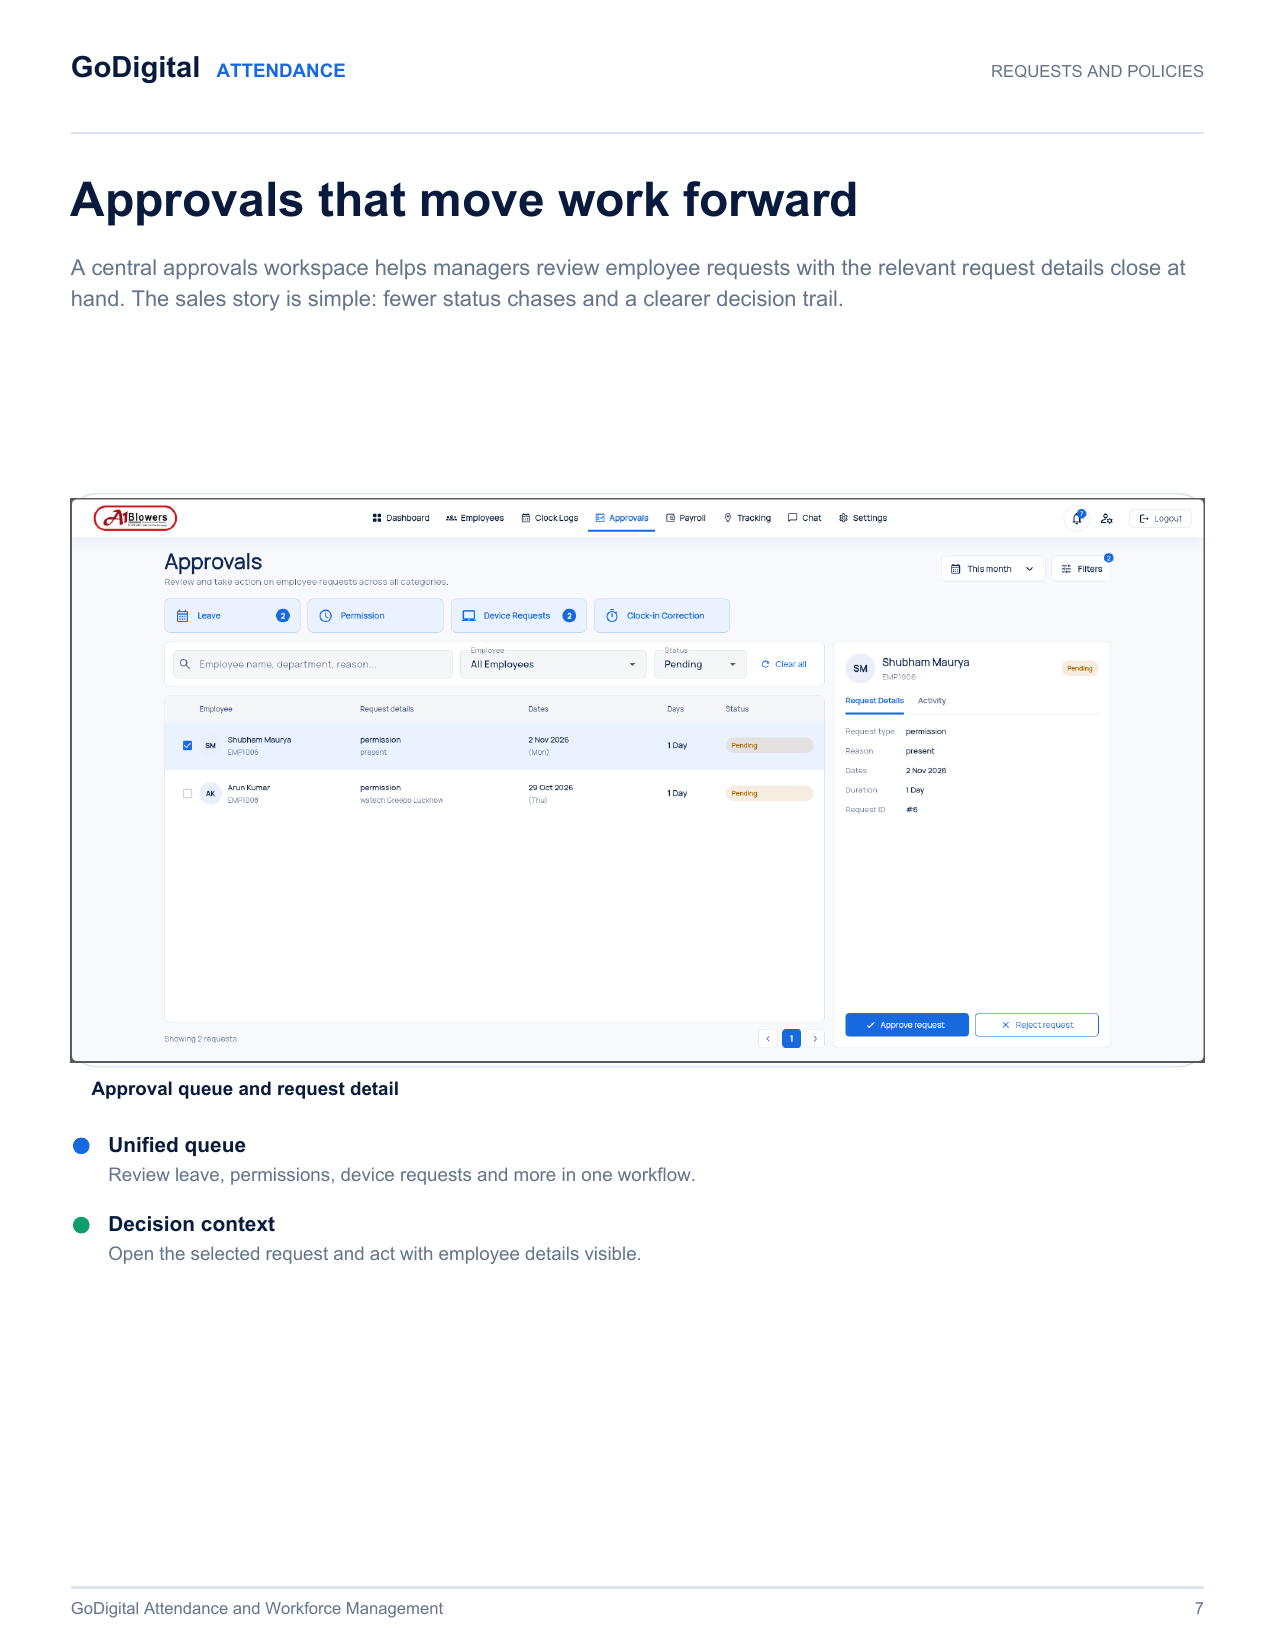 GoDigital ATTENDANCE
REQUESTS AND POLICIES
Approvals that move work forward
A central approvals workspace helps managers review employee requests with the relevant request details close at
hand. The sales story is simple: fewer status chases and a clearer decision trail.
A1 Blowers
Dashboard Employees Clock Logs Approvals Payroll Tracking Chat Settings 7 Logout
Approvals
Review and take action on employee requests across all categories.
This month Filters 2
Leave 2 Permission Device Requests 2 Clock-in Correction
Employee name, department, reason...
Employee
All Employees
Status
Pending
Clear all
Employee Request details Dates Days Status
SM Shubham Maurya permission 2 Nov 2026 1 Day Pending
EMP1006 present (Mon)
AK Arun Kumar permission 29 Oct 2026 1 Day Pending
EMP1008 watech Greepo Lucknow (Thu)
Showing 2 requests
1
SM Shubham Maurya Pending
EMP1006
Request Details Activity
Request type permission
Reason present
Dates 2 Nov 2026
Duration 1 Day
Request ID #6
Approve request Reject request
Approval queue and request detail
Unified queue
Review leave, permissions, device requests and more in one workflow.
Decision context
Open the selected request and act with employee details visible.
GoDigital Attendance and Workforce Management
7